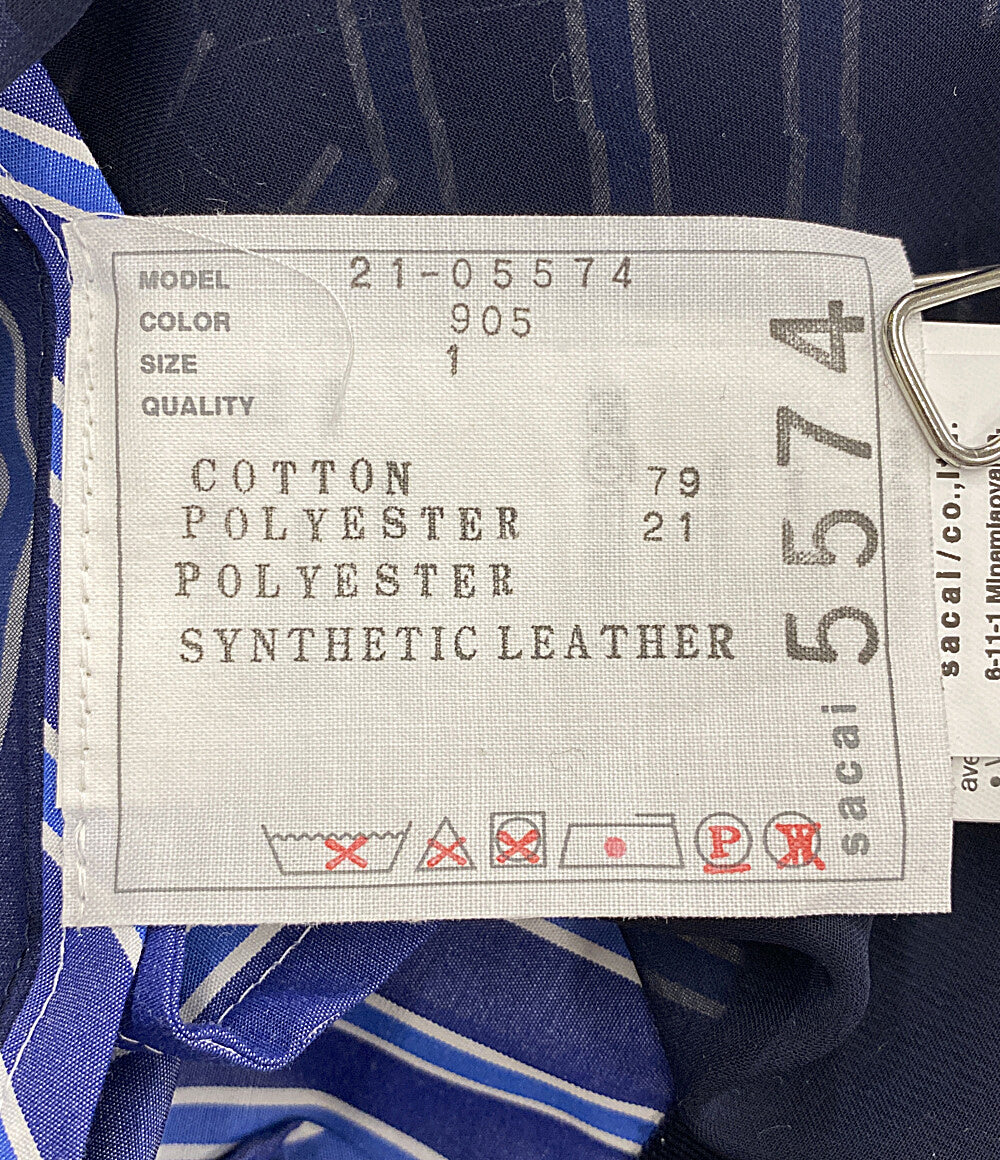 MODEL 21-05574
COLOR 905
SIZE 1
QUALITY
COTTON 79
POLYESTER 21
POLYESTER
SYNTHETIC LEATHER
P W
sacai 5574
sacai/co.,
6-11-1
ave